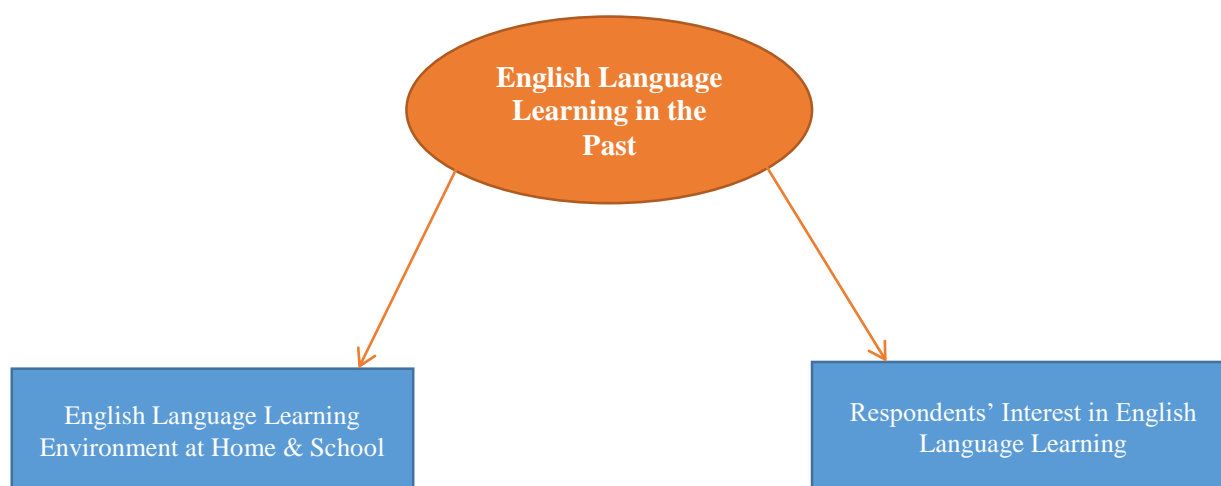 English Language
Learning in the
Past
English Language Learning
Environment at Home & School
Respondents’ Interest in English
Language Learning